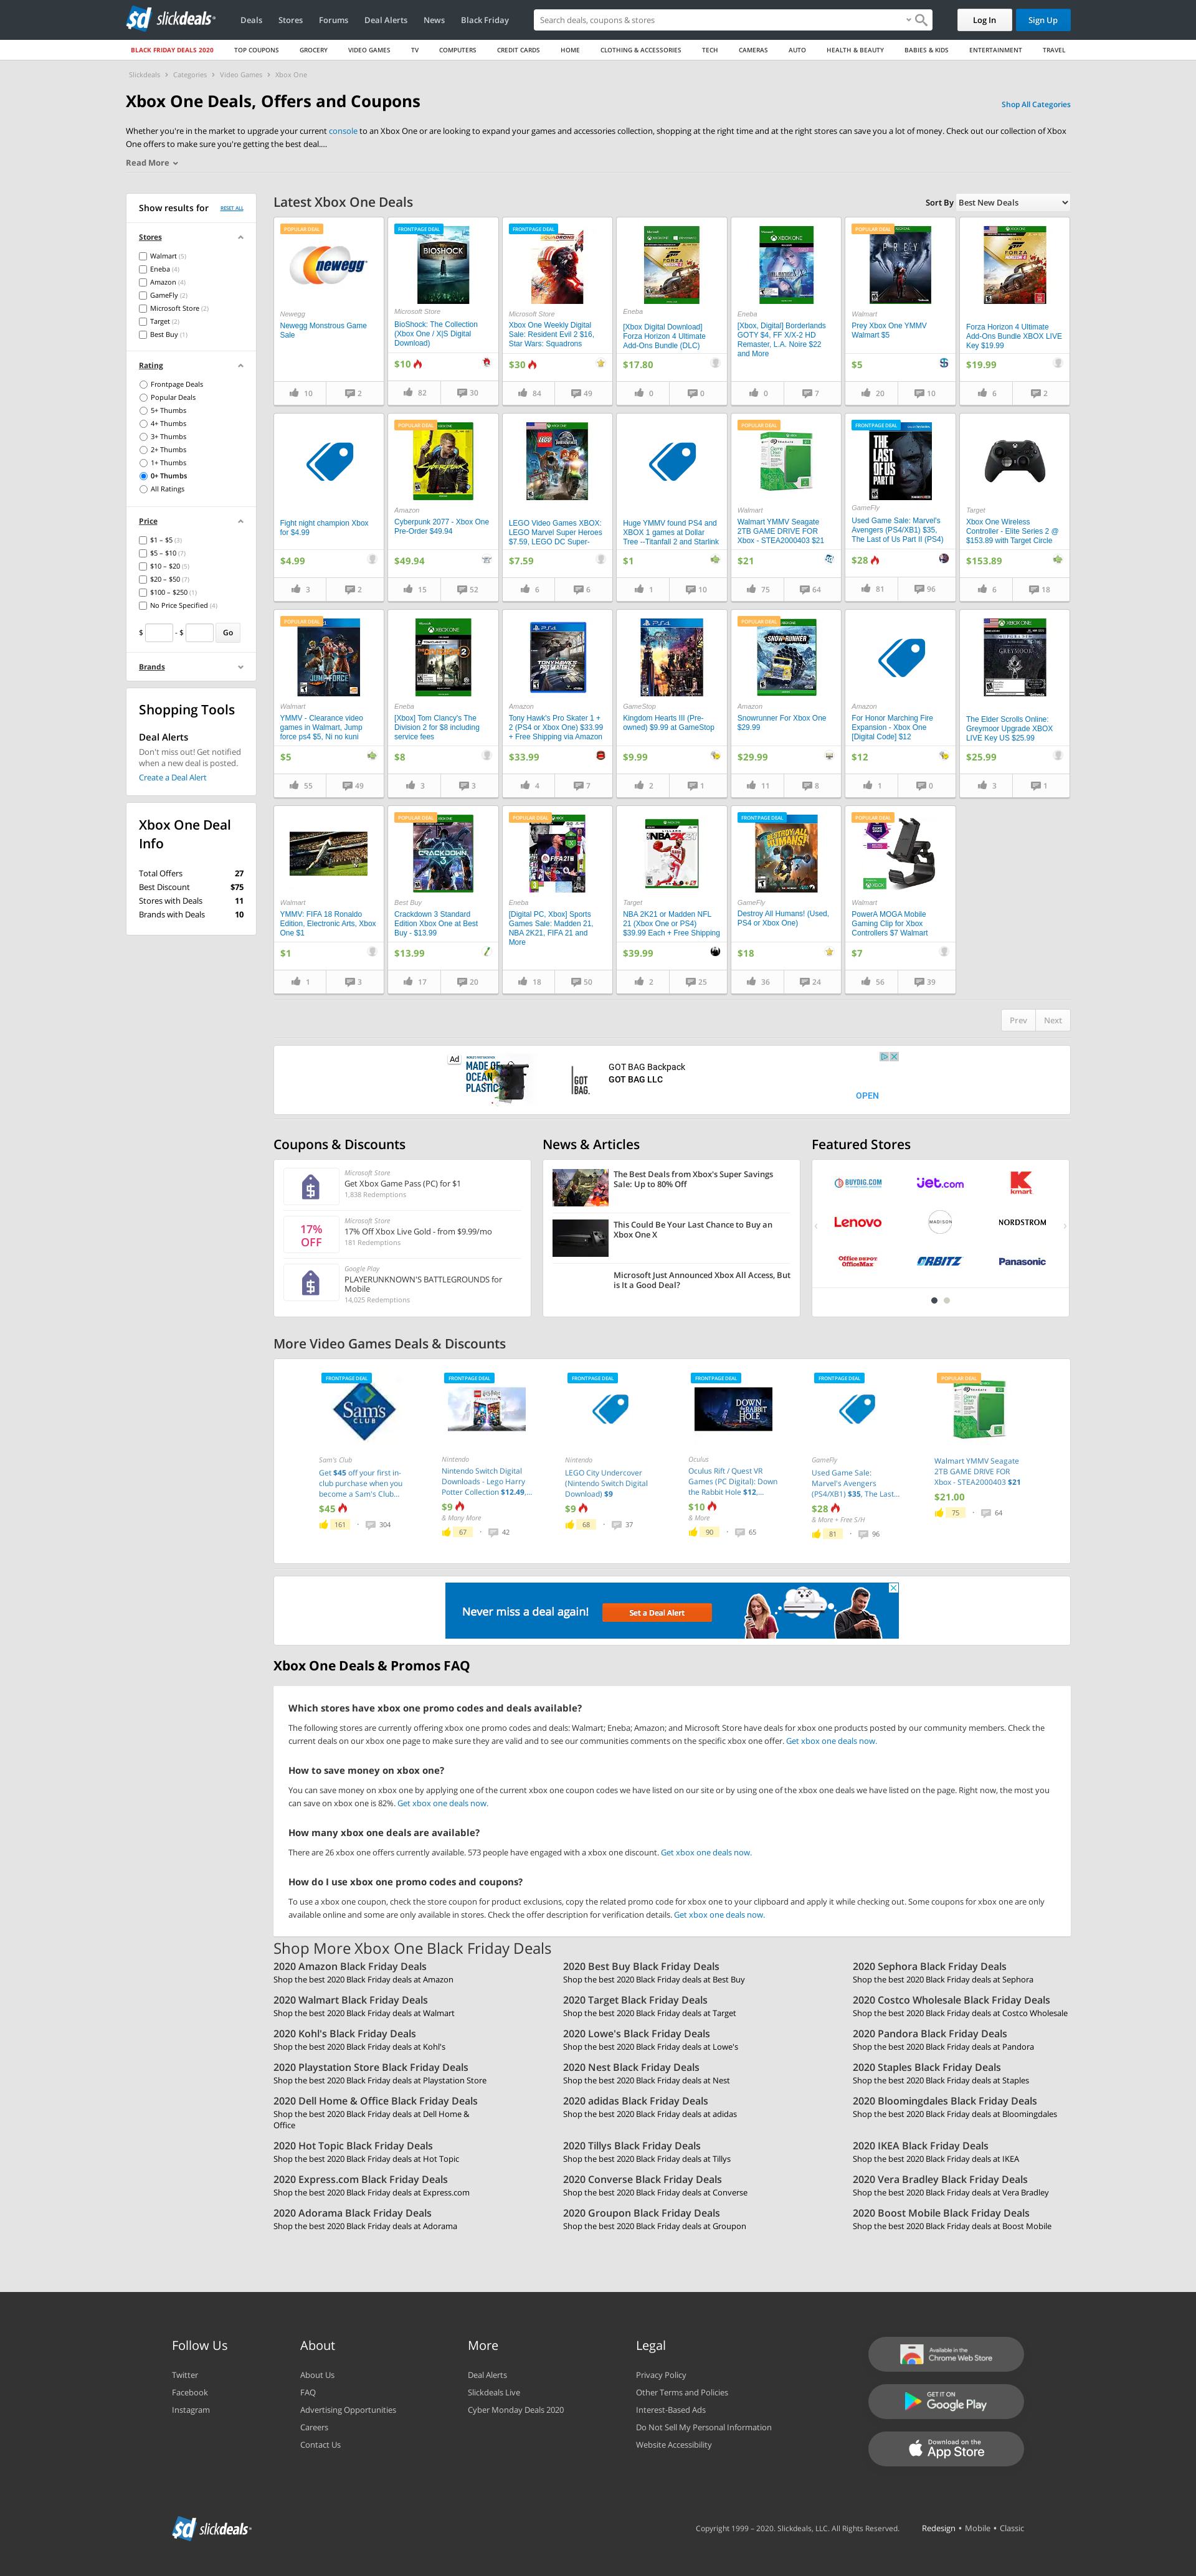 slickdeals
Deals
Stores
Forums
Deal Alerts
News
Black Friday
Search deals, coupons & stores
Log In
Sign Up
BLACK FRIDAY DEALS 2020
TOP COUPONS
GROCERY
VIDEO GAMES
TV
COMPUTERS
CREDIT CARDS
HOME
CLOTHING & ACCESSORIES
TECH
CAMERAS
AUTO
HEALTH & BEAUTY
BABIES & KIDS
ENTERTAINMENT
TRAVEL
Slickdeals > Categories > Video Games > Xbox One
Xbox One Deals, Offers and Coupons
Shop All Categories
Whether you're in the market to upgrade your current console to an Xbox One or are looking to expand your games and accessories collection, shopping at the right time and at the right stores can save you a lot of money. Check out our collection of Xbox
One offers to make sure you're getting the best deal....
Read More
Show results for
RESET ALL
Stores
Walmart (5)
Eneba (4)
Amazon (4)
GameFly (2)
Microsoft Store (2)
Target (2)
Best Buy (1)
Rating
Frontpage Deals
Popular Deals
5+ Thumbs
4+ Thumbs
3+ Thumbs
2+ Thumbs
1+ Thumbs
0+ Thumbs
All Ratings
Price
$1 – $5 (3)
$5 – $10 (7)
$10 – $20 (5)
$20 – $50 (7)
$100 – $250 (1)
No Price Specified (4)
$ - $ Go
Brands
Shopping Tools
Deal Alerts
Don't miss out! Get notified
when a new deal is posted.
Create a Deal Alert
Xbox One Deal
Info
Total Offers 27
Best Discount $75
Stores with Deals 11
Brands with Deals 10
Latest Xbox One Deals
Sort By Best New Deals
POPULAR DEAL
newegg
Newegg
Newegg Monstrous Game
Sale
10 2
FRONTPAGE DEAL
BIOSHOCK
Microsoft Store
BioShock: The Collection
(Xbox One / X|S Digital
Download)
$10
82 30
FRONTPAGE DEAL
SQUADRONS
Microsoft Store
Xbox One Weekly Digital
Sale: Resident Evil 2 $16,
Star Wars: Squadrons
$30
84 49
FORZA
Eneba
[Xbox Digital Download]
Forza Horizon 4 Ultimate
Add-Ons Bundle (DLC)
$17.80
0 0
XBOX ONE
Eneba
[Xbox, Digital] Borderlands
GOTY $4, FF X/X-2 HD
Remaster, L.A. Noire $22
and More
0 7
POPULAR DEAL
PREY
Walmart
Prey Xbox One YMMV
Walmart $5
$5
20 10
XBOX ONE
FORZA
Forza Horizon 4 Ultimate
Add-Ons Bundle XBOX LIVE
Key $19.99
$19.99
6 2
Fight night champion Xbox
for $4.99
$4.99
3 2
POPULAR DEAL
Cyberpunk
Amazon
Cyberpunk 2077 - Xbox One
Pre-Order $49.94
$49.94
15 52
LEGO
LEGO Video Games XBOX:
LEGO Marvel Super Heroes
$7.59, LEGO DC Super-
$7.59
6 6
Huge YMMV found PS4 and
XBOX 1 games at Dollar
Tree --Titanfall 2 and Starlink
$1
1 10
POPULAR DEAL
Walmart
Walmart YMMV Seagate
2TB GAME DRIVE FOR
Xbox - STEA2000403 $21
$21
75 64
FRONTPAGE DEAL
THE
LAST
OF US
PART II
GameFly
Used Game Sale: Marvel's
Avengers (PS4/XB1) $35,
The Last of Us Part II (PS4)
$28
81 96
Target
Xbox One Wireless
Controller - Elite Series 2 @
$153.89 with Target Circle
$153.89
6 18
POPULAR DEAL
JUMP FORCE
Walmart
YMMV - Clearance video
games in Walmart, Jump
force ps4 $5, Ni no kuni
$5
55 49
XBOX ONE
Eneba
[Xbox] Tom Clancy's The
Division 2 for $8 including
service fees
$8
3 3
Amazon
Tony Hawk's Pro Skater 1 +
2 (PS4 or Xbox One) $33.99
+ Free Shipping via Amazon
$33.99
4 7
PS4
GameStop
Kingdom Hearts III (Pre-
owned) $9.99 at GameStop
$9.99
2 1
POPULAR DEAL
SNOWRUNNER
Amazon
Snowrunner For Xbox One
$29.99
$29.99
11 8
Amazon
For Honor Marching Fire
Expansion - Xbox One
[Digital Code] $12
$12
1 0
XBOX ONE
GREYMOOR
The Elder Scrolls Online:
Greymoor Upgrade XBOX
LIVE Key US $25.99
$25.99
3 1
Walmart
YMMV: FIFA 18 Ronaldo
Edition, Electronic Arts, Xbox
One $1
$1
1 3
POPULAR DEAL
CRACKDOWN
3
Best Buy
Crackdown 3 Standard
Edition Xbox One at Best
Buy - $13.99
$13.99
17 20
POPULAR DEAL
FIFA 21
Eneba
[Digital PC, Xbox] Sports
Games Sale: Madden 21,
NBA 2K21, FIFA 21 and
More
18 50
NBA2K
Target
NBA 2K21 or Madden NFL
21 (Xbox One or PS4)
$39.99 Each + Free Shipping
$39.99
2 25
FRONTPAGE DEAL
DESTROY ALL
HUMANS!
GameFly
Destroy All Humans! (Used,
PS4 or Xbox One)
$18
36 24
POPULAR DEAL
Walmart
PowerA MOGA Mobile
Gaming Clip for Xbox
Controllers $7 Walmart
$7
56 39
Prev Next
Ad
MADE OF
OCEAN
PLASTIC
GOT
BAG.
GOT BAG Backpack
GOT BAG LLC
OPEN
Coupons & Discounts
Microsoft Store
Get Xbox Game Pass (PC) for $1
1,838 Redemptions
17%
OFF
Microsoft Store
17% Off Xbox Live Gold - from $9.99/mo
181 Redemptions
Google Play
PLAYERUNKNOWN'S BATTLEGROUNDS for
Mobile
14,025 Redemptions
News & Articles
The Best Deals from Xbox's Super Savings
Sale: Up to 80% Off
This Could Be Your Last Chance to Buy an
Xbox One X
Microsoft Just Announced Xbox All Access, But
is It a Good Deal?
Featured Stores
BUYDIG.COM
Jet.com
kmart
Lenovo
MADISON
NORDSTROM
Office DEPOT
OfficeMax
ORBITZ
Panasonic
More Video Games Deals & Discounts
FRONTPAGE DEAL
Sam's
CLUB
Sam's Club
Get $45 off your first in-
club purchase when you
become a Sam's Club...
$45
161 · 304
FRONTPAGE DEAL
Nintendo
Nintendo Switch Digital
Downloads - Lego Harry
Potter Collection $12.49,...
$9
& Many More
67 · 42
FRONTPAGE DEAL
Nintendo
LEGO City Undercover
(Nintendo Switch Digital
Download) $9
$9
68 · 37
FRONTPAGE DEAL
DOWN
RABBIT
HOLE
Oculus
Oculus Rift / Quest VR
Games (PC Digital): Down
the Rabbit Hole $12,...
$10
& More
90 · 65
FRONTPAGE DEAL
GameFly
Used Game Sale:
Marvel's Avengers
(PS4/XB1) $35, The Last...
$28
& More + Free S/H
81 · 96
POPULAR DEAL
Walmart YMMV Seagate
2TB GAME DRIVE FOR
Xbox - STEA2000403 $21
$21.00
75 · 64
Never miss a deal again!
Set a Deal Alert
Xbox One Deals & Promos FAQ
Which stores have xbox one promo codes and deals available?
The following stores are currently offering xbox one promo codes and deals: Walmart; Eneba; Amazon; and Microsoft Store have deals for xbox one products posted by our community members. Check the
current deals on our xbox one page to make sure they are valid and to see our communities comments on the specific xbox one offer. Get xbox one deals now.
How to save money on xbox one?
You can save money on xbox one by applying one of the current xbox one coupon codes we have listed on our site or by using one of the xbox one deals we have listed on the page. Right now, the most you
can save on xbox one is 82%. Get xbox one deals now.
How many xbox one deals are available?
There are 26 xbox one offers currently available. 573 people have engaged with a xbox one discount. Get xbox one deals now.
How do I use xbox one promo codes and coupons?
To use a xbox one coupon, check the store coupon for product exclusions, copy the related promo code for xbox one to your clipboard and apply it while checking out. Some coupons for xbox one are only
available online and some are only available in stores. Check the offer description for verification details. Get xbox one deals now.
Shop More Xbox One Black Friday Deals
2020 Amazon Black Friday Deals
Shop the best 2020 Black Friday deals at Amazon
2020 Best Buy Black Friday Deals
Shop the best 2020 Black Friday deals at Best Buy
2020 Sephora Black Friday Deals
Shop the best 2020 Black Friday deals at Sephora
2020 Walmart Black Friday Deals
Shop the best 2020 Black Friday deals at Walmart
2020 Target Black Friday Deals
Shop the best 2020 Black Friday deals at Target
2020 Costco Wholesale Black Friday Deals
Shop the best 2020 Black Friday deals at Costco Wholesale
2020 Kohl's Black Friday Deals
Shop the best 2020 Black Friday deals at Kohl's
2020 Lowe's Black Friday Deals
Shop the best 2020 Black Friday deals at Lowe's
2020 Pandora Black Friday Deals
Shop the best 2020 Black Friday deals at Pandora
2020 Playstation Store Black Friday Deals
Shop the best 2020 Black Friday deals at Playstation Store
2020 Nest Black Friday Deals
Shop the best 2020 Black Friday deals at Nest
2020 Staples Black Friday Deals
Shop the best 2020 Black Friday deals at Staples
2020 Dell Home & Office Black Friday Deals
Shop the best 2020 Black Friday deals at Dell Home &
Office
2020 adidas Black Friday Deals
Shop the best 2020 Black Friday deals at adidas
2020 Bloomingdales Black Friday Deals
Shop the best 2020 Black Friday deals at Bloomingdales
2020 Hot Topic Black Friday Deals
Shop the best 2020 Black Friday deals at Hot Topic
2020 Tillys Black Friday Deals
Shop the best 2020 Black Friday deals at Tillys
2020 IKEA Black Friday Deals
Shop the best 2020 Black Friday deals at IKEA
2020 Express.com Black Friday Deals
Shop the best 2020 Black Friday deals at Express.com
2020 Converse Black Friday Deals
Shop the best 2020 Black Friday deals at Converse
2020 Vera Bradley Black Friday Deals
Shop the best 2020 Black Friday deals at Vera Bradley
2020 Adorama Black Friday Deals
Shop the best 2020 Black Friday deals at Adorama
2020 Groupon Black Friday Deals
Shop the best 2020 Black Friday deals at Groupon
2020 Boost Mobile Black Friday Deals
Shop the best 2020 Black Friday deals at Boost Mobile
Follow Us
Twitter
Facebook
Instagram
About
About Us
FAQ
Advertising Opportunities
Careers
Contact Us
More
Deal Alerts
Slickdeals Live
Cyber Monday Deals 2020
Legal
Privacy Policy
Other Terms and Policies
Interest-Based Ads
Do Not Sell My Personal Information
Website Accessibility
Available in the
Chrome Web Store
GET IT ON
Google Play
Download on the
App Store
slickdeals
Copyright 1999 – 2020. Slickdeals, LLC. All Rights Reserved.
Redesign • Mobile • Classic